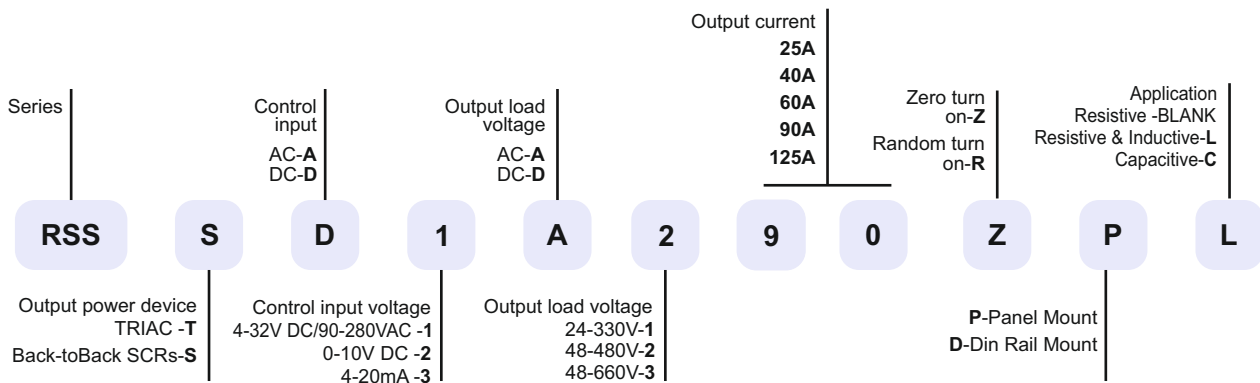 Output current
25A
40A
60A
90A
125A
Series
Control
input
AC-A
DC-D
Output load
voltage
AC-A
DC-D
Zero turn
on-Z
Random turn
on-R
Application
Resistive -BLANK
Resistive & Inductive-L
Capacitive-C
RSS S D 1 A 2 9 0 Z P L
Output power device
TRIAC -T
Back-toBack SCRs-S
Control input voltage
4-32V DC/90-280VAC -1
0-10V DC -2
4-20mA -3
Output load voltage
24-330V-1
48-480V-2
48-660V-3
P-Panel Mount
D-Din Rail Mount